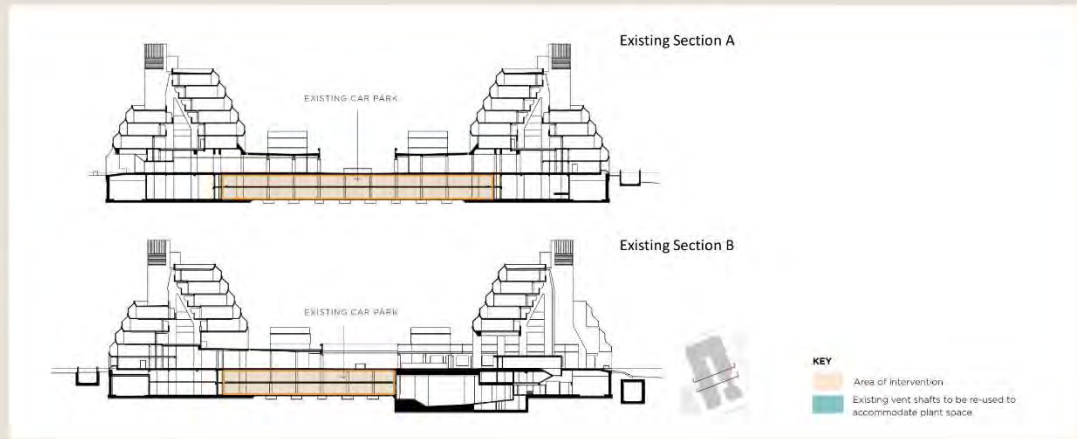 Existing Section A
EXISTING CAR PARK
Existing Section B
EXISTING CAR PARK
KEY
Area of intervention
Existing vent shafts to be re-used to
accommodate plant space